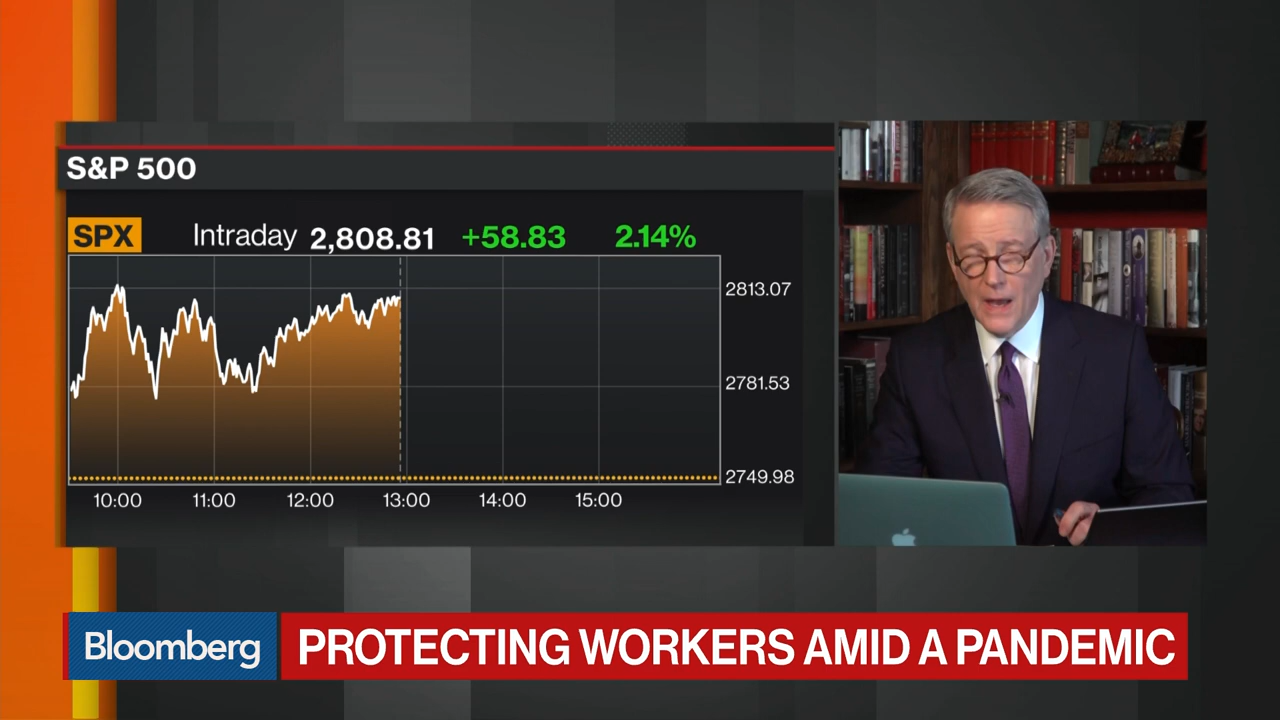 S&P 500
SPX Intraday 2,808.81 +58.83 2.14%
2813.07
2781.53
2749.98
10:00 11:00 12:00 13:00 14:00 15:00
Bloomberg PROTECTING WORKERS AMID A PANDEMIC